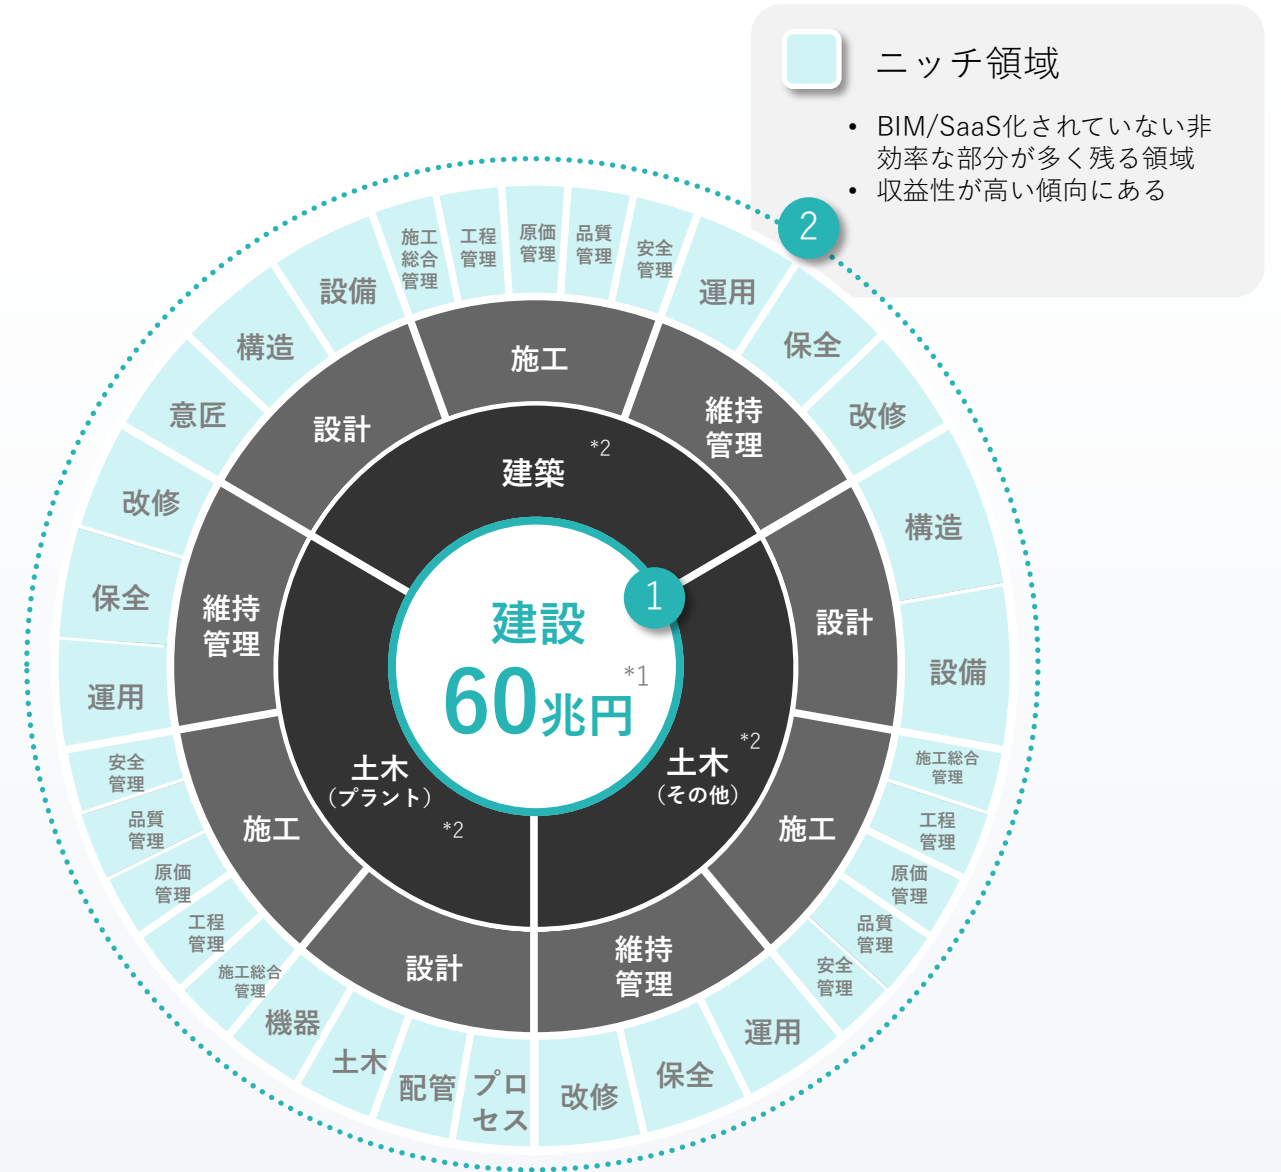 ニッチ領域
• BIM/SaaS化されていない非
効率な部分が多く残る領域
• 収益性が高い傾向にある
2
1
建設
60兆円
*1
建築
*2
土木
(その他)
*2
土木
(プラント)
*2
設計
施工
維持
管理
設計
施工
維持
管理
設計
施工
維持
管理
意匠
構造
設備
施工
総合
管理
工程
管理
原価
管理
品質
管理
安全
管理
運用
保全
改修
構造
設備
施工総合
管理
工程
管理
原価
管理
品質
管理
安全
管理
運用
保全
改修
プロ
セス
配管
土木
機器
施工総合
管理
工程
管理
原価
管理
品質
管理
安全
管理
運用
保全
改修